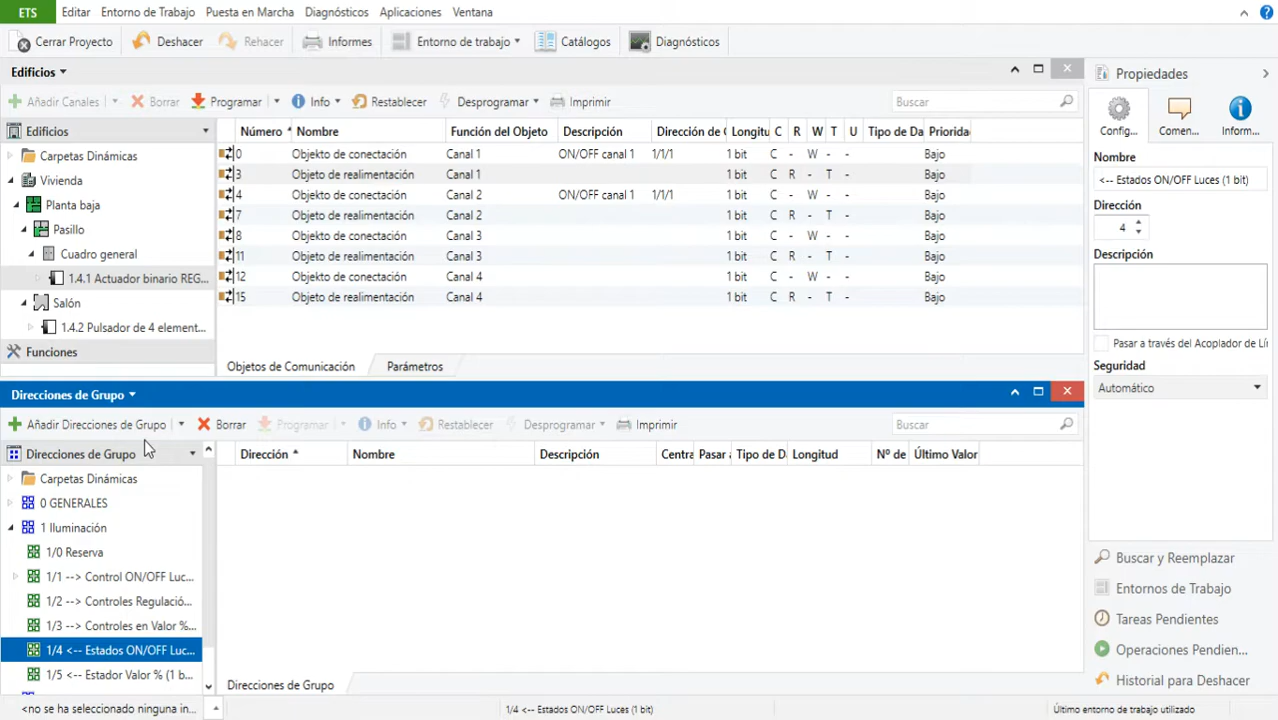 ETS Editar Entorno de Trabajo Puesta en Marcha Diagnósticos Aplicaciones Ventana
Cerrar Proyecto Deshacer Rehacer Informes Entorno de trabajo Catálogos Diagnósticos
Edificios
Añadir Canales Borrar Programar Info Restablecer Desprogramar Imprimir Buscar
Edificios
Carpetas Dinámicas
Vivienda
Planta baja
Pasillo
Cuadro general
1.4.1 Actuador binario REG...
Salón
1.4.2 Pulsador de 4 element...
Funciones
Número Nombre Función del Objeto Descripción Dirección de G Longitu C R W T U Tipo de Da Priorida
0 Objekto de conectación Canal 1 ON/OFF canal 1 1/1/1 1 bit C - W - - Bajo
3 Objeto de realimentación Canal 1 1 bit C R - T - Bajo
4 Objekto de conectación Canal 2 ON/OFF canal 1 1/1/1 1 bit C - W - - Bajo
7 Objeto de realimentación Canal 2 1 bit C R - T - Bajo
8 Objekto de conectación Canal 3 1 bit C - W - - Bajo
11 Objeto de realimentación Canal 3 1 bit C R - T - Bajo
12 Objekto de conectación Canal 4 1 bit C - W - - Bajo
15 Objeto de realimentación Canal 4 1 bit C R - T - Bajo
Objetos de Comunicación Parámetros
Direcciones de Grupo
Añadir Direcciones de Grupo Borrar Programar Info Restablecer Desprogramar Imprimir Buscar
Direcciones de Grupo
Carpetas Dinámicas
0 GENERALES
1 Iluminación
1/0 Reserva
1/1 --> Control ON/OFF Luc...
1/2 --> Controles Regulació...
1/3 --> Controles en Valor %...
1/4 <-- Estados ON/OFF Luc...
1/5 <-- Estador Valor % (1 b...
Dirección Nombre Descripción Centra Pasar a Tipo de Da Longitud Nº de Último Valor
Direcciones de Grupo
Propiedades
Config... Comen... Inform...
Nombre
<-- Estados ON/OFF Luces (1 bit)
Dirección
4
Descripción
Pasar a través del Acoplador de Lí
Seguridad
Automático
Buscar y Reemplazar
Entornos de Trabajo
Tareas Pendientes
Operaciones Pendien...
Historial para Deshacer
<no se ha seleccionado ninguna in... 1/4 <-- Estados ON/OFF Luces (1 bit) Último entorno de trabajo utilizado